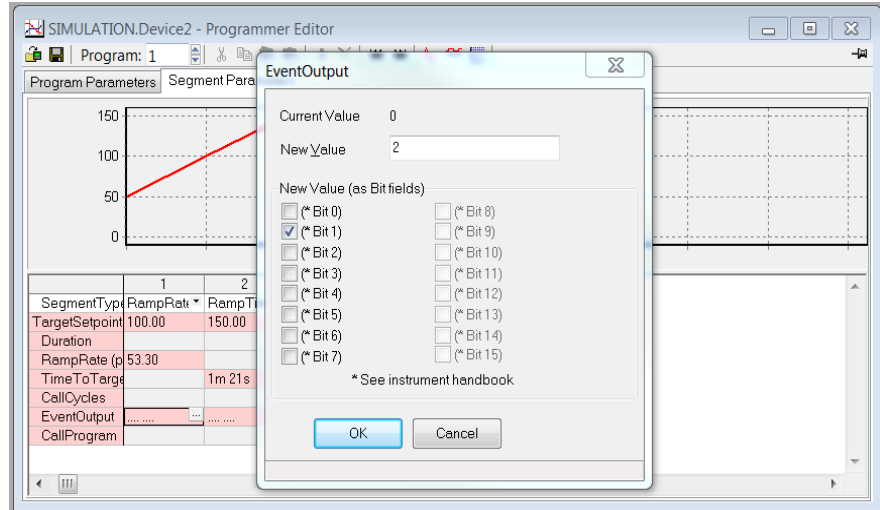 SIMULATION.Device2 - Programmer Editor
Program: 1
Program Parameters Segment Para
150
100
50
0
1 2
SegmentType RampRate RampTi
TargetSetpoint 100.00 150.00
Duration
RampRate (p 53.30
TimeToTarge 1m 21s
CallCycles
EventOutput .... .... ... .... ....
CallProgram
EventOutput
Current Value 0
New Value 2
New Value (as Bit fields)
(* Bit 0) (* Bit 8)
(* Bit 1) (* Bit 9)
(* Bit 2) (* Bit 10)
(* Bit 3) (* Bit 11)
(* Bit 4) (* Bit 12)
(* Bit 5) (* Bit 13)
(* Bit 6) (* Bit 14)
(* Bit 7) (* Bit 15)
* See instrument handbook
OK Cancel